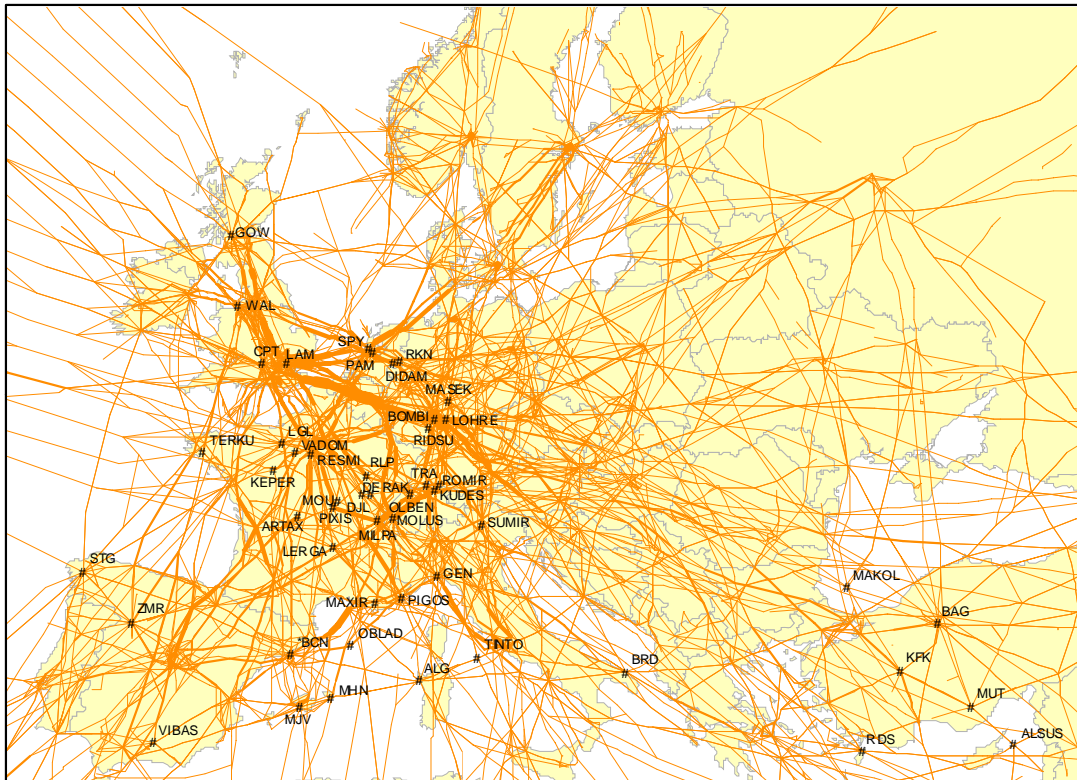 #GOW
# WAL
SPY
#
#
CPT
LAM
#
#
PAM
# #
RKN
DIDAM
MASEK
#
BOMBI # # LOHRE
#
RIDSU
TERKU
#
LGL
#
#
VADOM
#
RESMI
KEPER
#
RLP
#
TRA
#
#
ROMIR
#
KUDES
DERAK
# #
#
OLBEN
MOU #
#
PIXIS
DJL
#
ARTAX
#
#
MOLUS
MILPA
# SUMIR
LERGA #
STG
#
#GEN
MAKOL
#
MAXIR #
#
PIGOS
ZMR
#
BAG
#
*BCN
#
OBLAD
#
TINTO
#
ALG
#
BRD
#
KFK
#
MHN
#
MJV
#
MUT
#
VIBAS
#
RDS
#
ALSUS
#